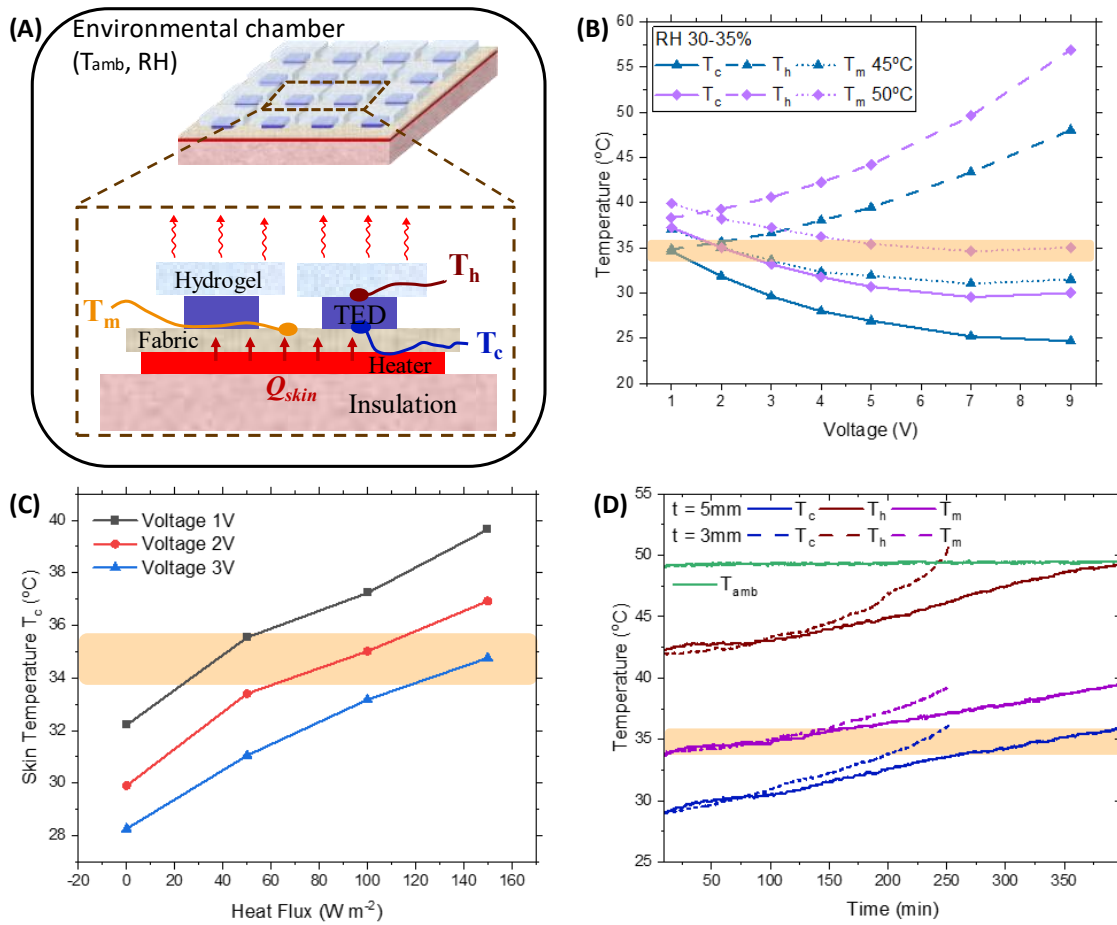 (A)
Environmental chamber
(Tamb, RH)
Hydrogel
Th
TED
Tm
Fabric
Tc
Heater
Qskin
Insulation
(B)
RH 30-35%
Tc Th Tm 45ºC
Tc Th Tm 50ºC
Temperature (ºC)
60
55
50
45
40
35
30
25
20
1 2 3 4 5 6 7 8 9
Voltage (V)
(C)
Voltage 1V
Voltage 2V
Voltage 3V
Skin Temperature Tc (ºC)
40
38
36
34
32
30
28
-20 0 20 40 60 80 100 120 140 160
Heat Flux (W m-2)
(D)
t = 5mm Tc Th Tm
t = 3mm Tc Th Tm
Tamb
Temperature (ºC)
55
50
45
40
35
30
25
50 100 150 200 250 300 350
Time (min)